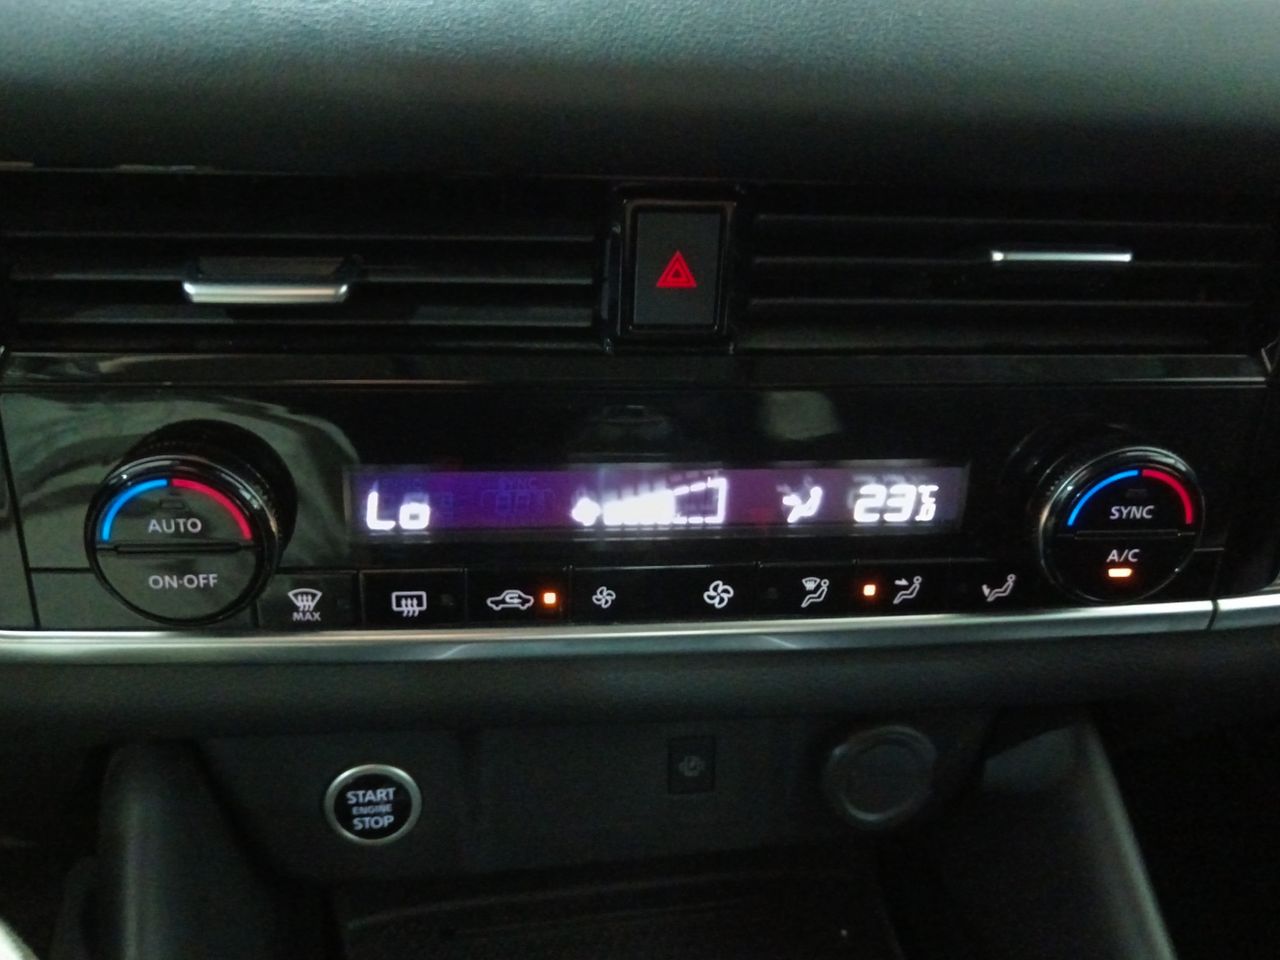 Lo 23°C
AUTO
ON·OFF
SYNC
A/C
MAX
START
ENGINE
STOP